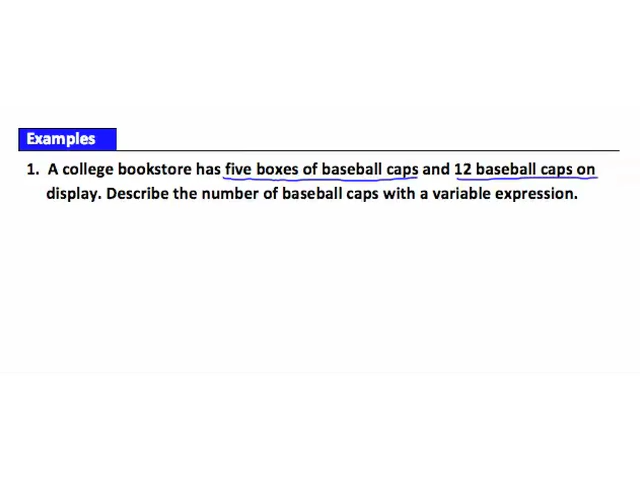 Examples
1. A college bookstore has five boxes of baseball caps and 12 baseball caps on
display. Describe the number of baseball caps with a variable expression.